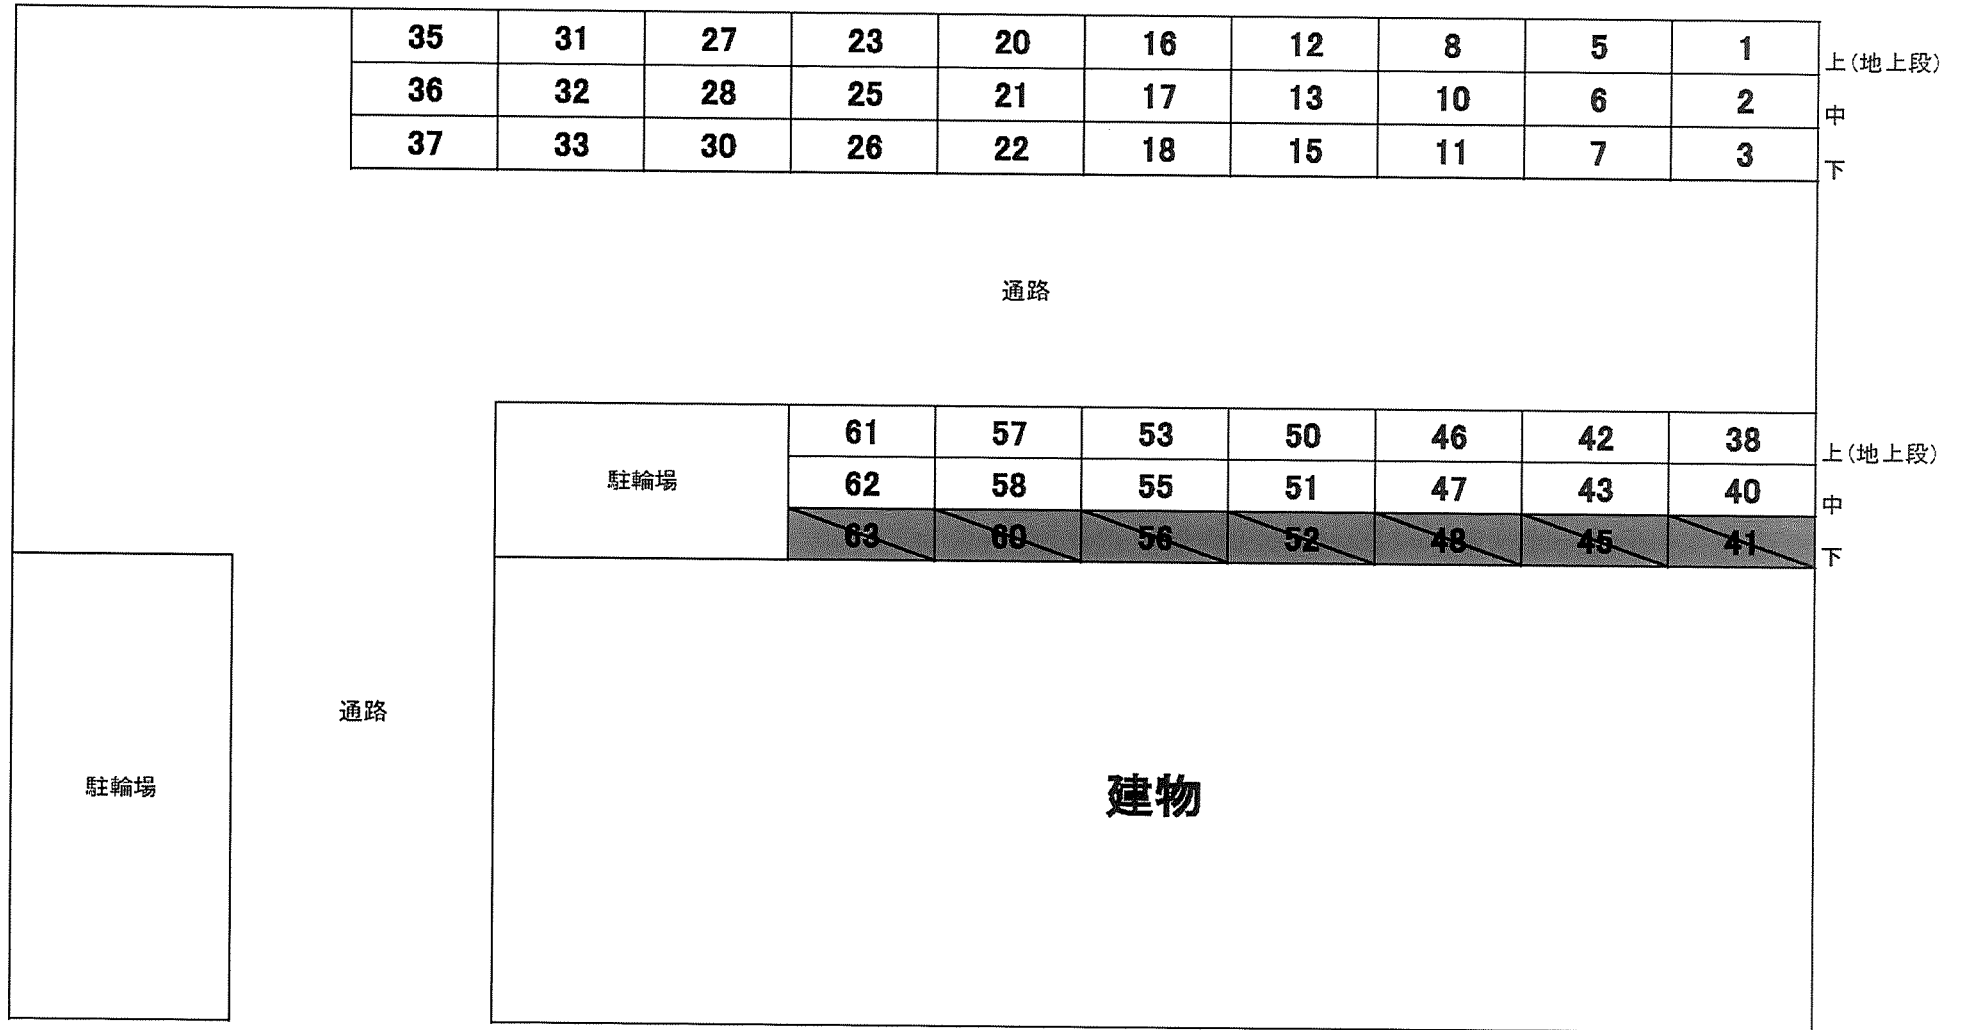 35 31 27 23 20 16 12 8 5 1 上(地上段)
36 32 28 25 21 17 13 10 6 2 中
37 33 30 26 22 18 15 11 7 3 下
通路
61 57 53 50 46 42 38 上(地上段)
駐輪場 62 58 55 51 47 43 40 中
63 60 56 52 48 45 41 下
通路
駐輪場
建物